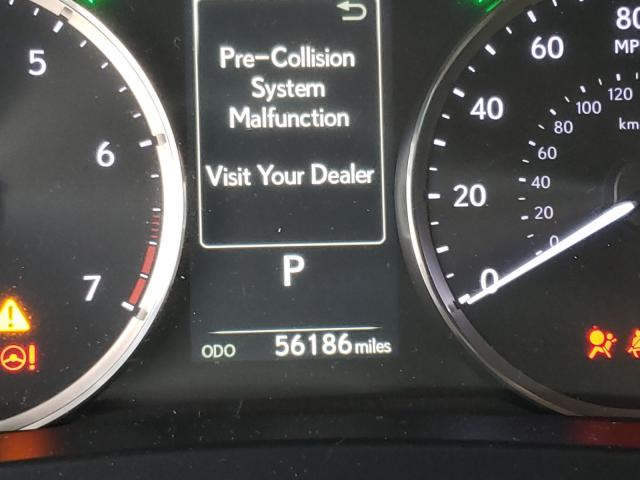 Pre-Collision
System
Malfunction
Visit Your Dealer
P
ODO 56186 miles
5
6
7
80
MP
60
40
20
0
120
100
km
80
60
40
20
0